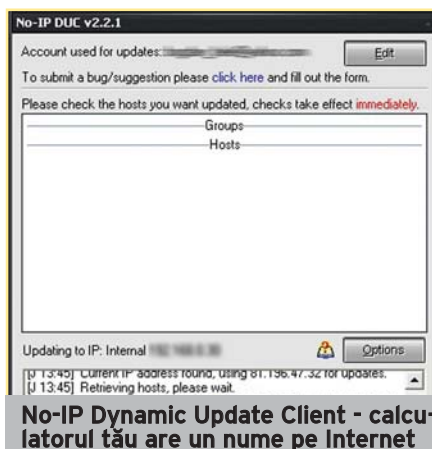 No-IP DUC v2.2.1
Account used for updates:
Edit
To submit a bug/suggestion please click here and fill out the form.
Please check the hosts you want updated, checks take effect immediately.
Groups
Hosts
Updating to IP: Internal
Options
[J 13:45] Current IP address found, using 81.196.47.32 for updates.
[J 13:45] Retrieving hosts, please wait.
No-IP Dynamic Update Client - calcu-
latorul tău are un nume pe Internet